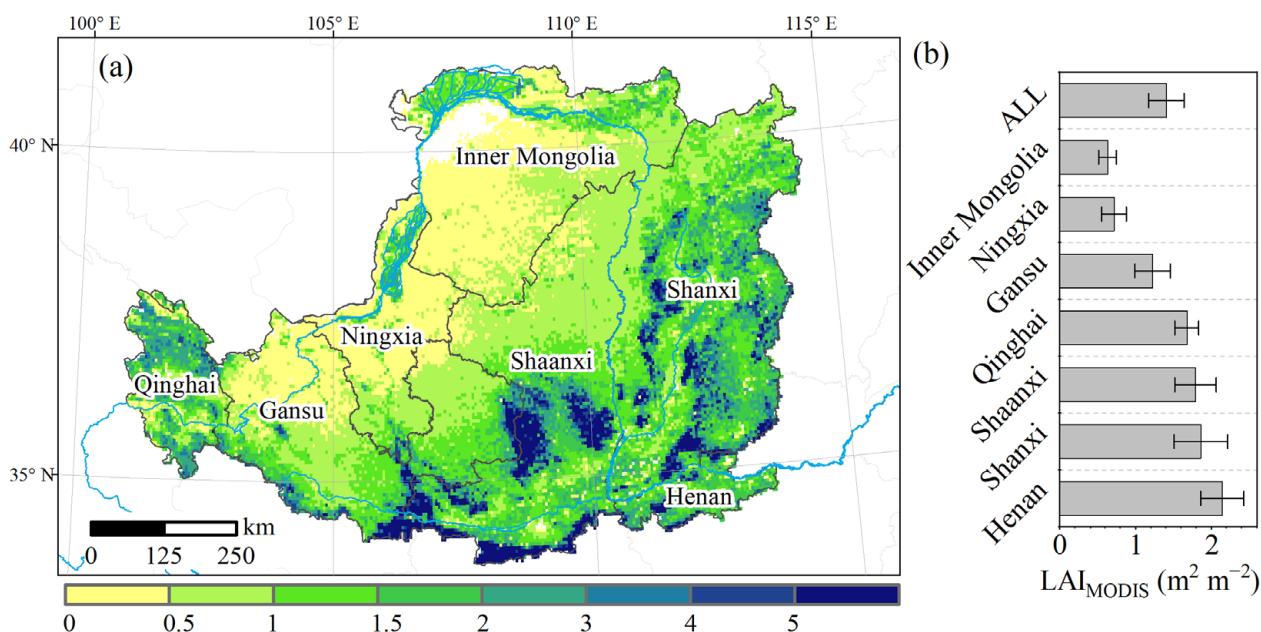 100° E 105° E 110° E 115° E
(a)
(b)
40° N
35° N
Inner Mongolia
Ningxia
Shanxi
Shaanxi
Qinghai
Gansu
Henan
km
0 125 250
0 0.5 1 1.5 2 3 4 5
ALL
Inner Mongolia
Ningxia
Gansu
Qinghai
Shaanxi
Shanxi
Henan
0 1 2
LAI_MODIS (m² m⁻²)